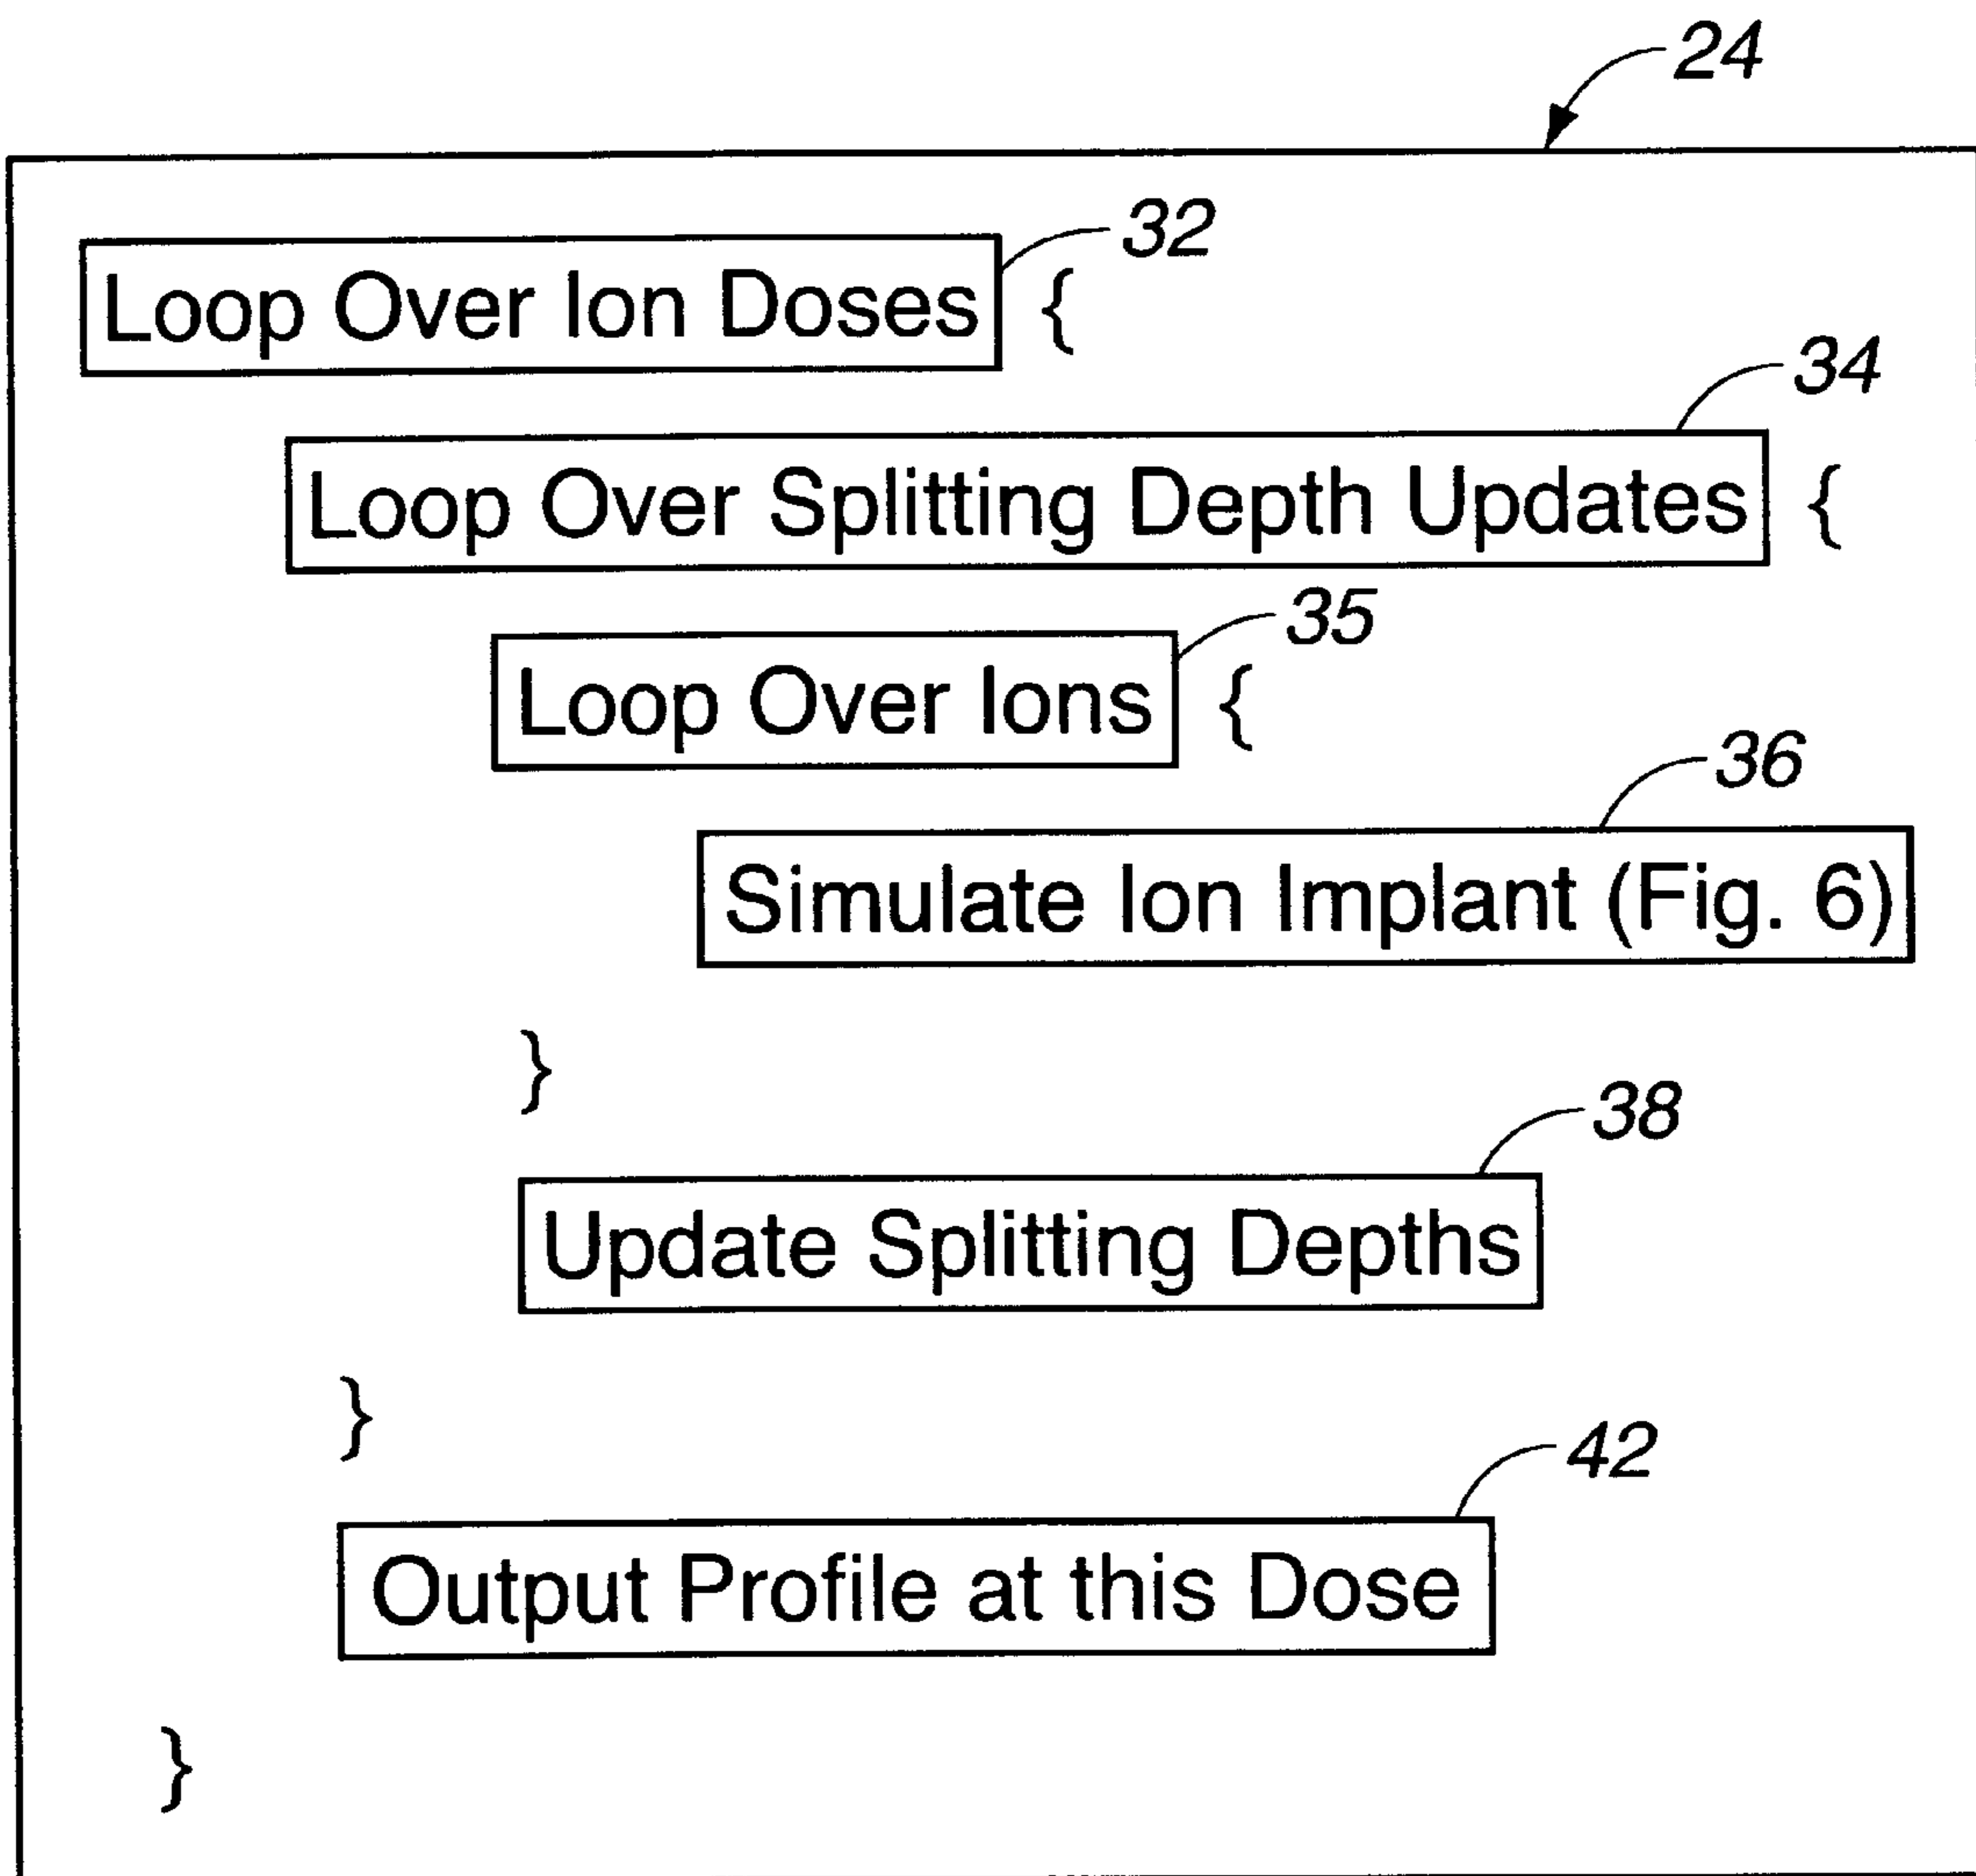 24
32
Loop Over Ion Doses {
34
Loop Over Splitting Depth Updates {
35
Loop Over Ions {
36
Simulate Ion Implant (Fig. 6)
}
38
Update Splitting Depths
}
42
Output Profile at this Dose
}